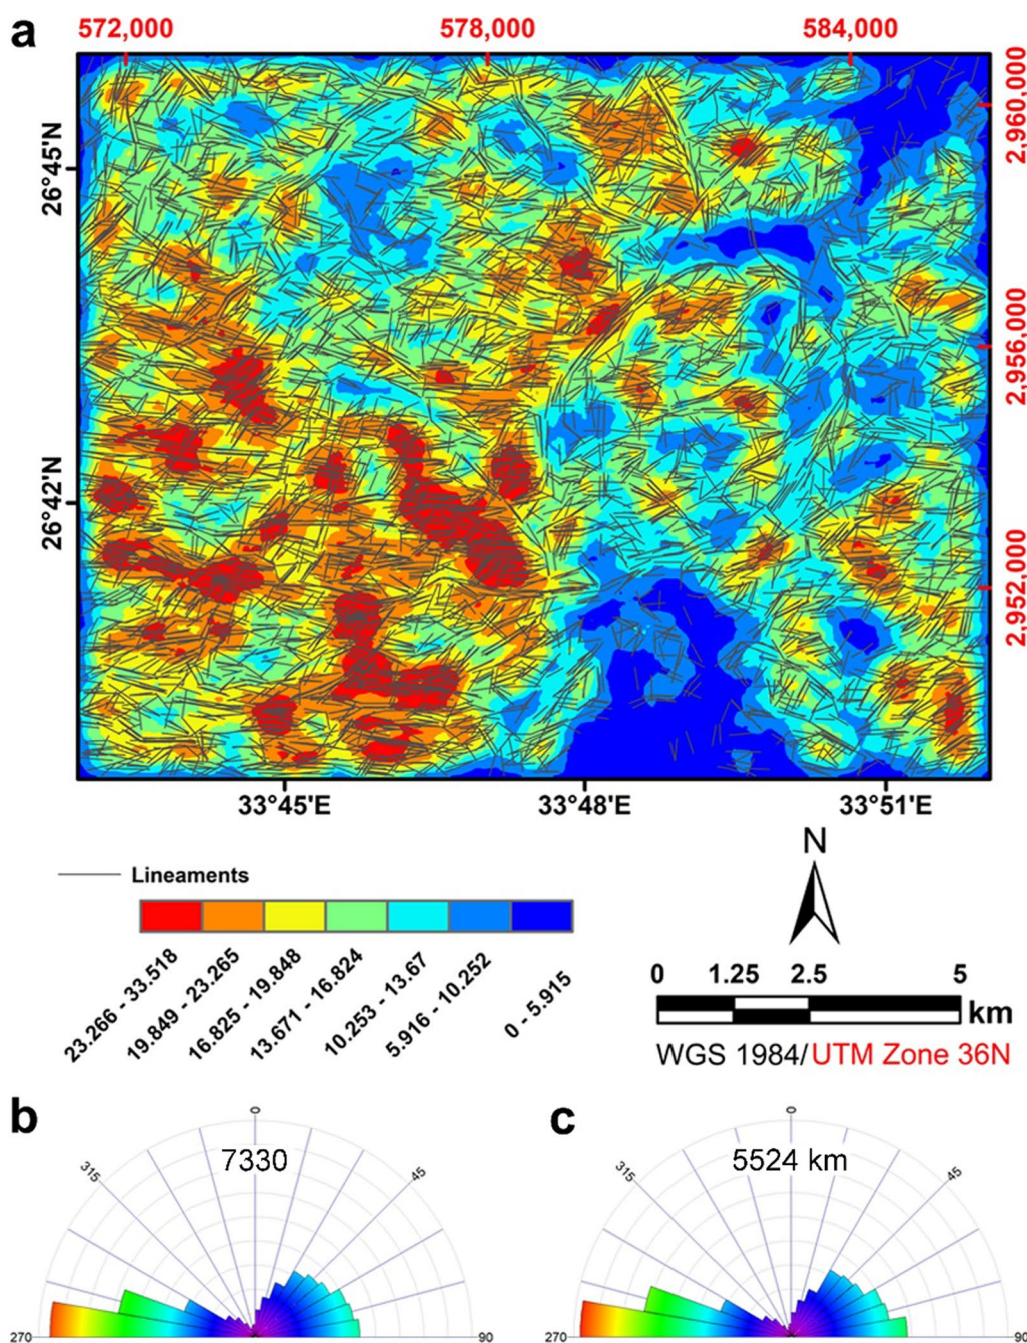 a
572,000 578,000 584,000
2,960,000
26°45'N
2,956,000
26°42'N
2,952,000
33°45'E 33°48'E 33°51'E
Lineaments
23.266 - 33.518
19.849 - 23.265
16.825 - 19.848
13.671 - 16.824
10.253 - 13.67
5.916 - 10.252
0 - 5.915
N
0 1.25 2.5 5
km
WGS 1984/UTM Zone 36N
b
0
7330
315 45
270 90
c
0
5524 km
315 45
270 90